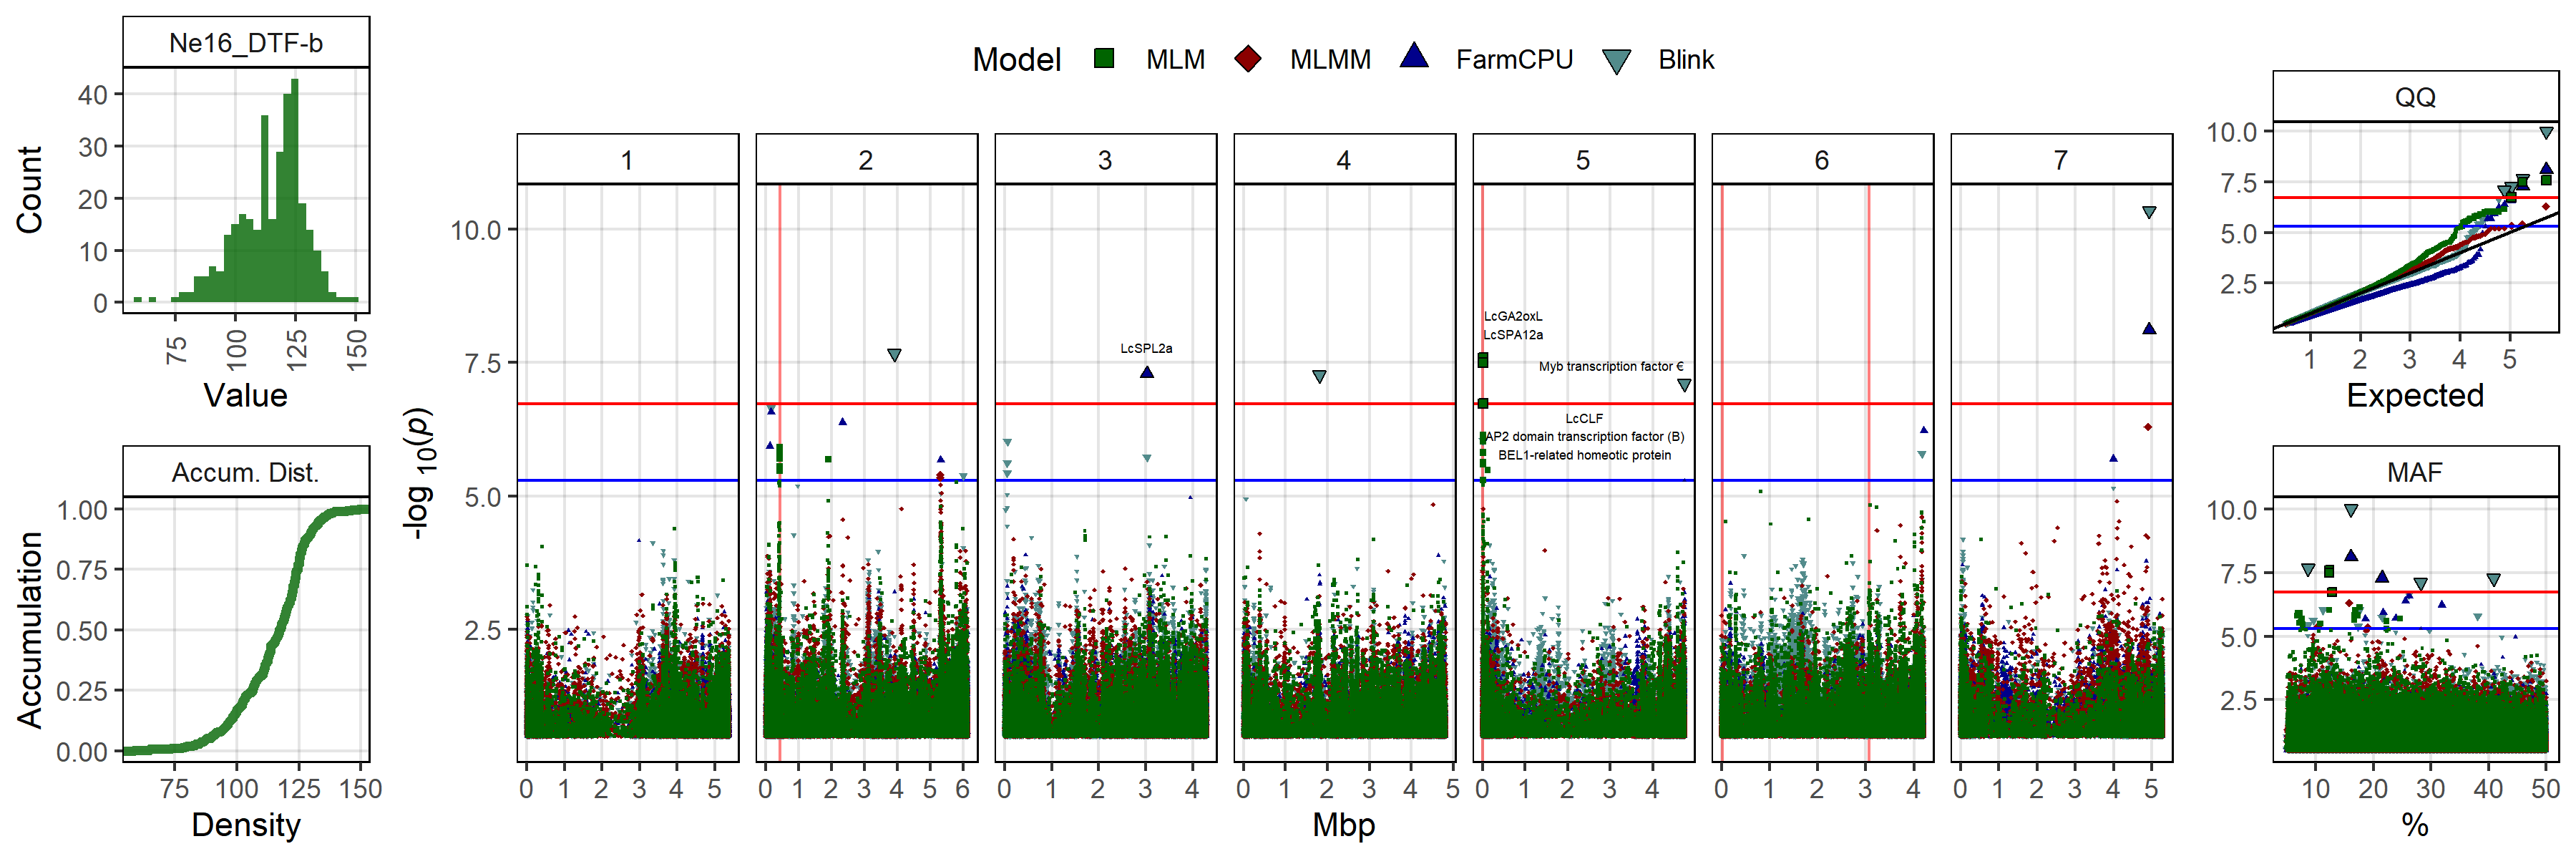 Ne16_DTF-b
Count
40
30
20
10
0
75
100
125
150
Value
Accum. Dist.
Accumulation
1.00
0.75
0.50
0.25
0.00
75 100 125 150
Density
Model MLM MLMM FarmCPU Blink
-log 10(p)
10.0
7.5
5.0
2.5
1 2 3 4 5 6 7
LcSPL2a
LcGA2oxL
LcSPA12a
Myb transcription factor €
LcCLF
AP2 domain transcription factor (B)
BEL1-related homeotic protein
0 1 2 3 4 5
0 1 2 3 4 5 6
0 1 2 3 4
0 1 2 3 4 5
0 1 2 3 4
0 1 2 3 4
0 1 2 3 4 5
Mbp
QQ
10.0
7.5
5.0
2.5
1 2 3 4 5
Expected
MAF
10.0
7.5
5.0
2.5
10 20 30 40 50
%